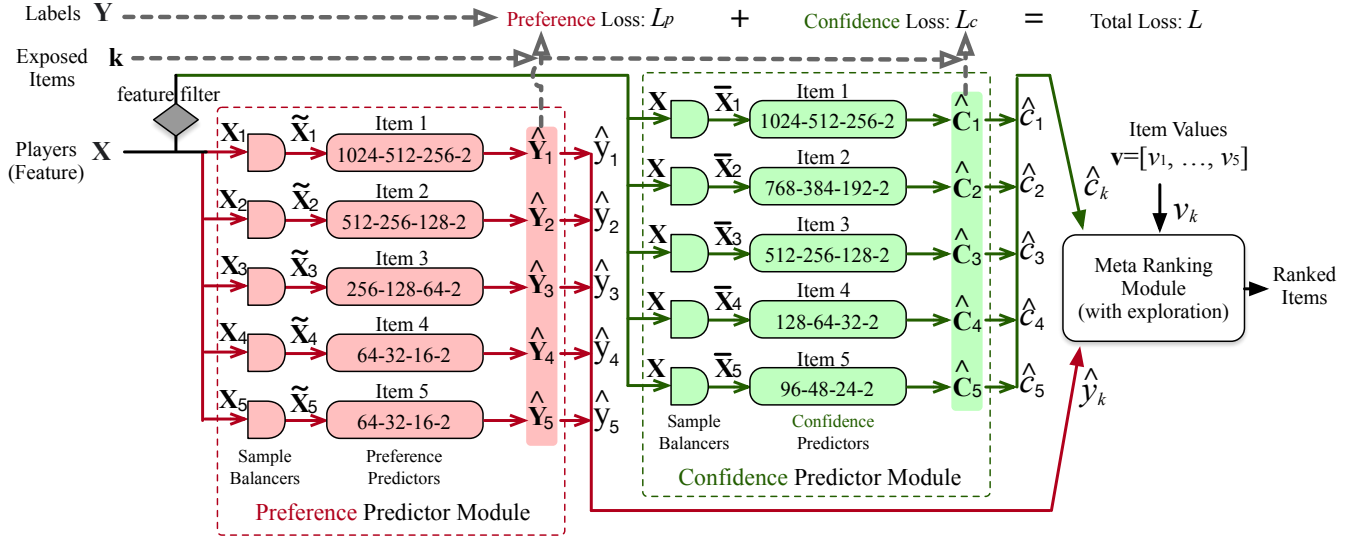 Labels Y
Preference Loss: Lp + Confidence Loss: Lc = Total Loss: L
Exposed Items k
feature filter
Players (Feature) X
X1 X̃1 Item 1 1024-512-256-2 Ŷ1 ŷ1
X2 X̃2 Item 2 512-256-128-2 Ŷ2 ŷ2
X3 X̃3 Item 3 256-128-64-2 Ŷ3 ŷ3
X4 X̃4 Item 4 64-32-16-2 Ŷ4 ŷ4
X5 X̃5 Item 5 64-32-16-2 Ŷ5 ŷ5
Sample Balancers
Preference Predictors
Preference Predictor Module
X X̄1 Item 1 1024-512-256-2 Ĉ1 ĉ1
X X̄2 Item 2 768-384-192-2 Ĉ2 ĉ2
X X̄3 Item 3 512-256-128-2 Ĉ3 ĉ3
X X̄4 Item 4 128-64-32-2 Ĉ4 ĉ4
X X̄5 Item 5 96-48-24-2 Ĉ5 ĉ5
Sample Balancers
Confidence Predictors
Confidence Predictor Module
Item Values
v=[v1, …, v5]
ĉk
vk
Meta Ranking
Module
(with exploration)
Ranked
Items
ŷk